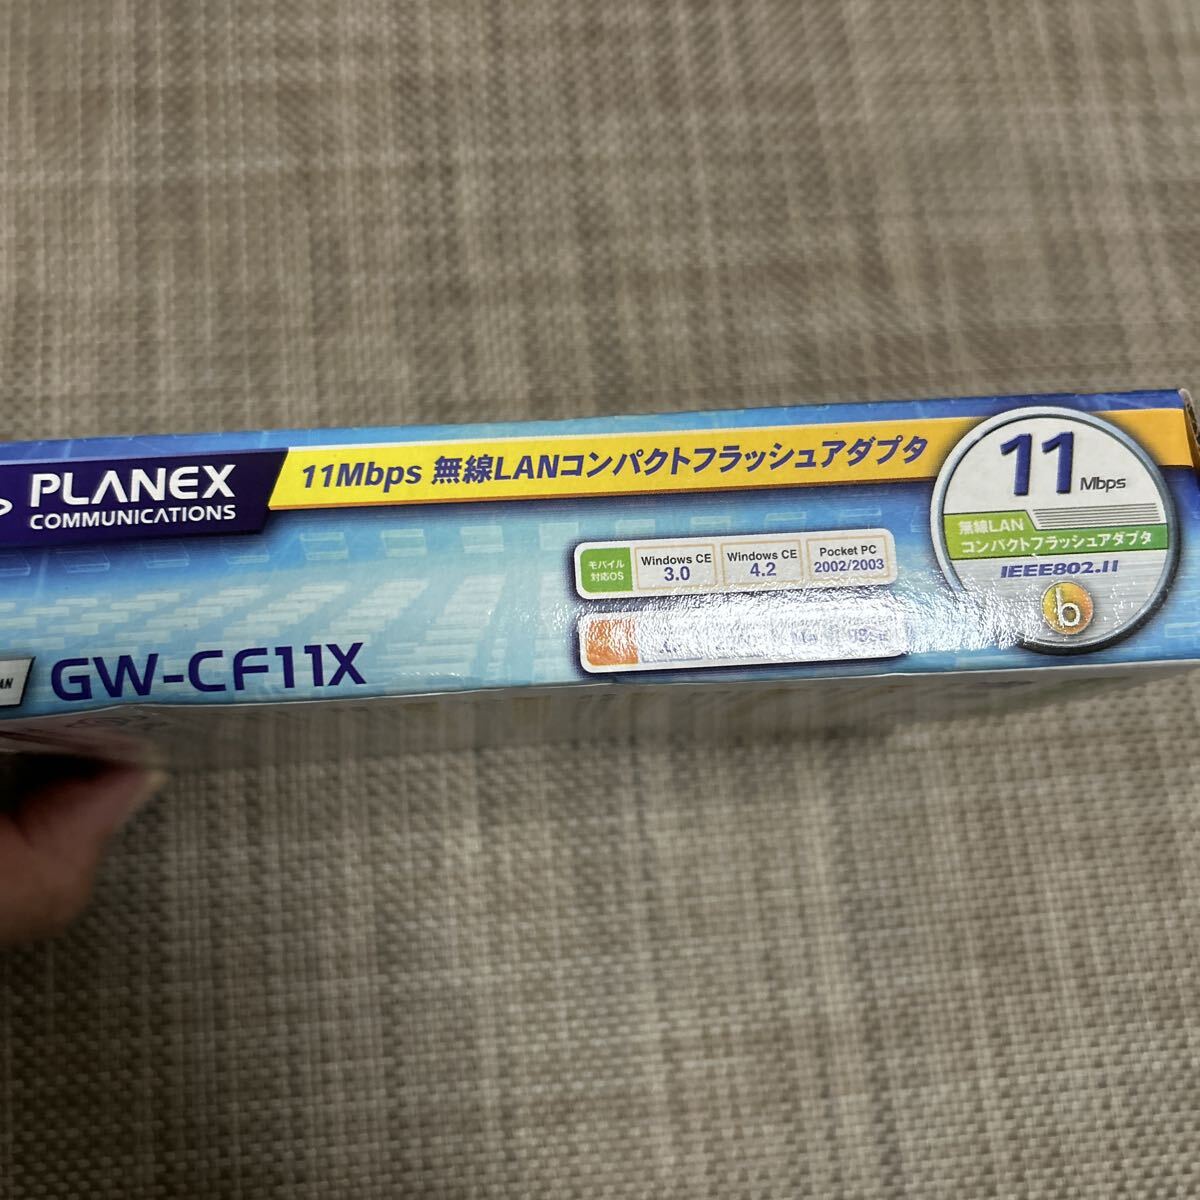 PLANEX
COMMUNICATIONS
11Mbps 無線LANコンパクトフラッシュアダプタ
モバイル
対応OS
Windows CE
3.0
Windows CE
4.2
Pocket PC
2002/2003
GW-CF11X
11 Mbps
無線LAN
コンパクトフラッシュアダプタ
IEEE802.11
b